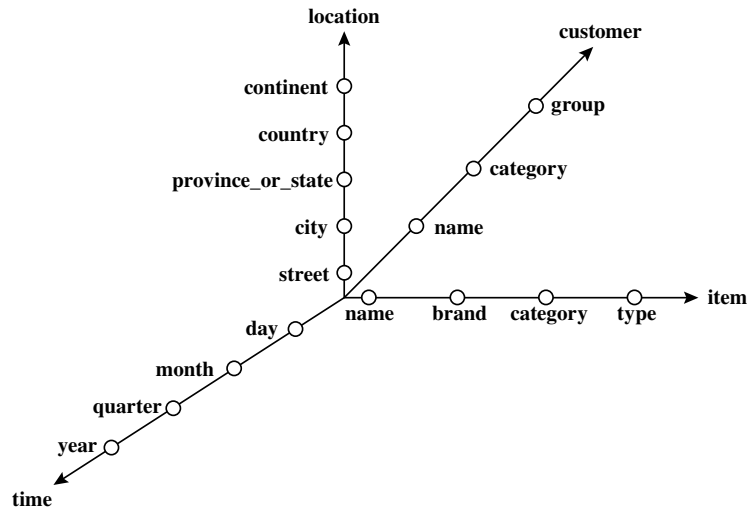 location
customer
continent
group
country
category
province_or_state
city
name
street
item
name
brand
category
type
day
month
quarter
year
time